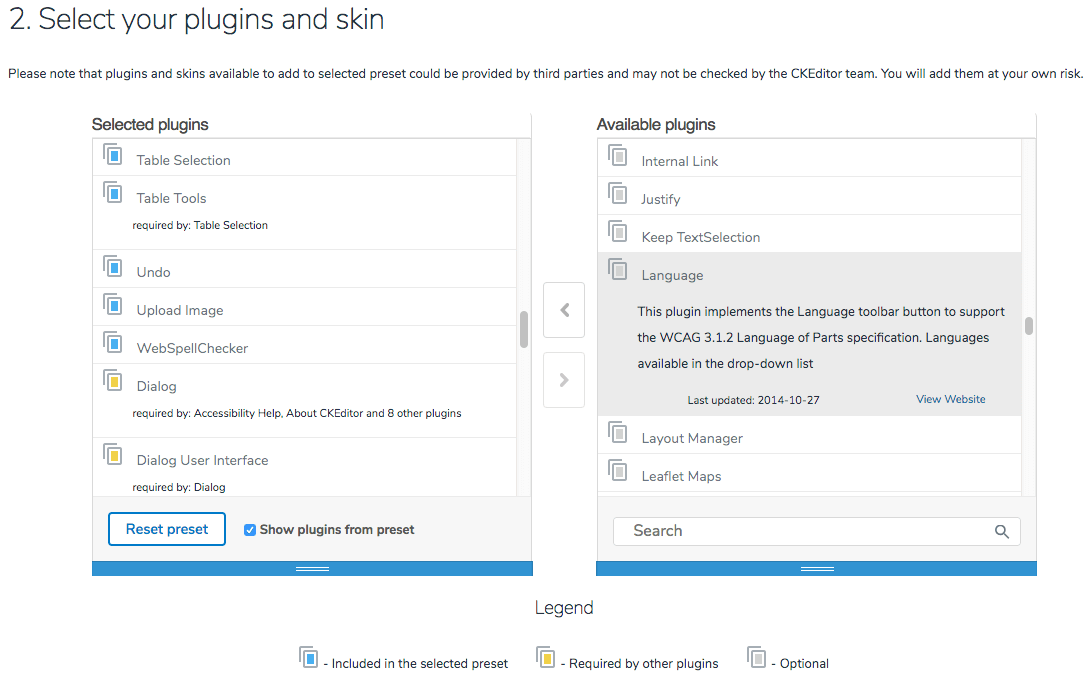 2. Select your plugins and skin
Please note that plugins and skins available to add to selected preset could be provided by third parties and may not be checked by the CKEditor team. You will add them at your own risk.
Selected plugins
Table Selection
Table Tools
required by: Table Selection
Undo
Upload Image
WebSpellChecker
Dialog
required by: Accessibility Help, About CKEditor and 8 other plugins
Dialog User Interface
required by: Dialog
Reset preset
Show plugins from preset
Available plugins
Internal Link
Justify
Keep TextSelection
Language
This plugin implements the Language toolbar button to support
the WCAG 3.1.2 Language of Parts specification. Languages
available in the drop-down list
Last updated: 2014-10-27
View Website
Layout Manager
Leaflet Maps
Search
Legend
- Included in the selected preset
- Required by other plugins
- Optional